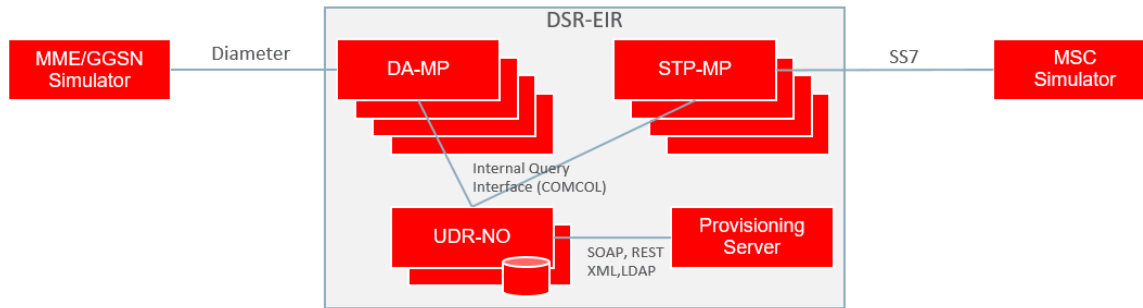 DSR-EIR
MME/GGSN
Simulator
Diameter
DA-MP
STP-MP
SS7
MSC
Simulator
Internal Query
Interface (COMCOL)
UDR-NO
SOAP, REST
XML,LDAP
Provisioning
Server